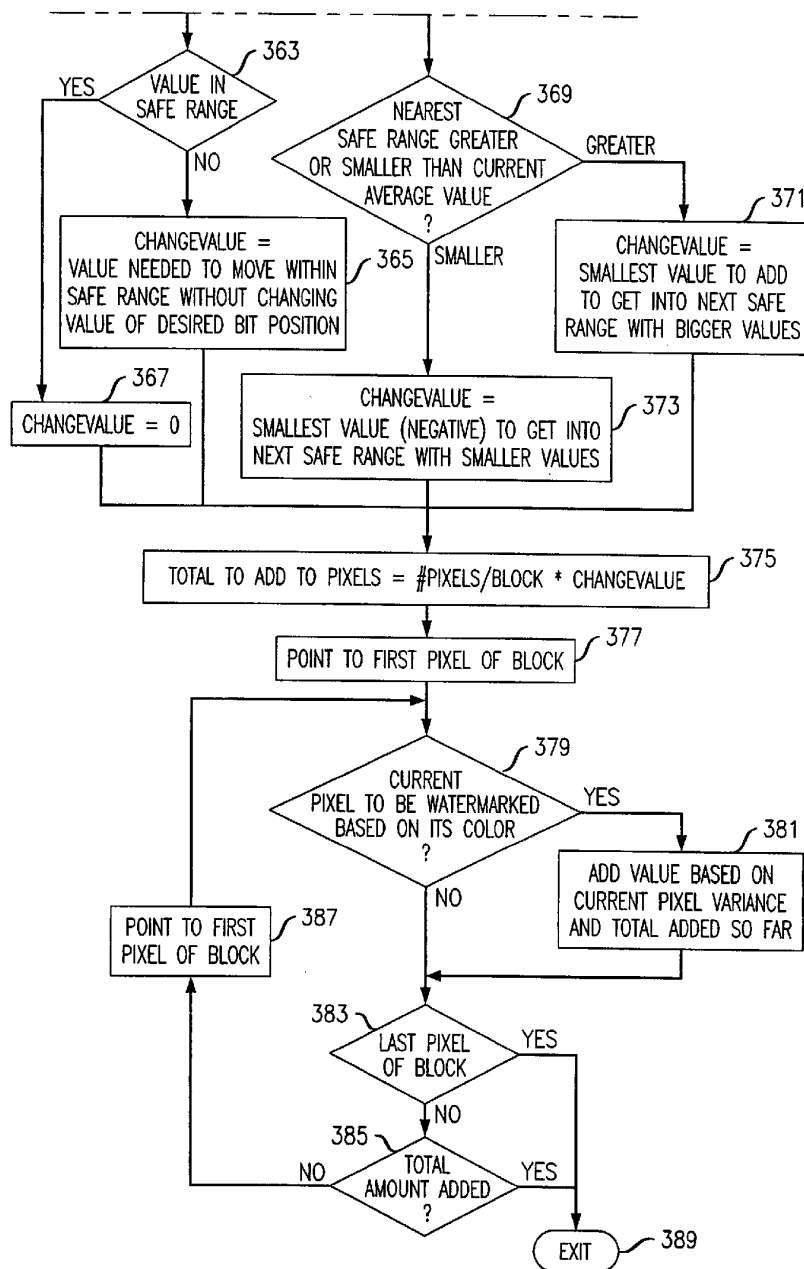 363
VALUE IN
SAFE RANGE
YES
NO
369
NEAREST
SAFE RANGE GREATER
OR SMALLER THAN CURRENT
AVERAGE VALUE
?
GREATER
SMALLER
365
CHANGEVALUE =
VALUE NEEDED TO MOVE WITHIN
SAFE RANGE WITHOUT CHANGING
VALUE OF DESIRED BIT POSITION
371
CHANGEVALUE =
SMALLEST VALUE TO ADD
TO GET INTO NEXT SAFE
RANGE WITH BIGGER VALUES
367
CHANGEVALUE = 0
373
CHANGEVALUE =
SMALLEST VALUE (NEGATIVE) TO GET INTO
NEXT SAFE RANGE WITH SMALLER VALUES
375
TOTAL TO ADD TO PIXELS = #PIXELS/BLOCK * CHANGEVALUE
377
POINT TO FIRST PIXEL OF BLOCK
379
CURRENT
PIXEL TO BE WATERMARKED
BASED ON ITS COLOR
?
YES
NO
381
ADD VALUE BASED ON
CURRENT PIXEL VARIANCE
AND TOTAL ADDED SO FAR
387
POINT TO FIRST
PIXEL OF BLOCK
383
LAST PIXEL
OF BLOCK
YES
NO
385
TOTAL
AMOUNT ADDED
?
NO
YES
EXIT
389